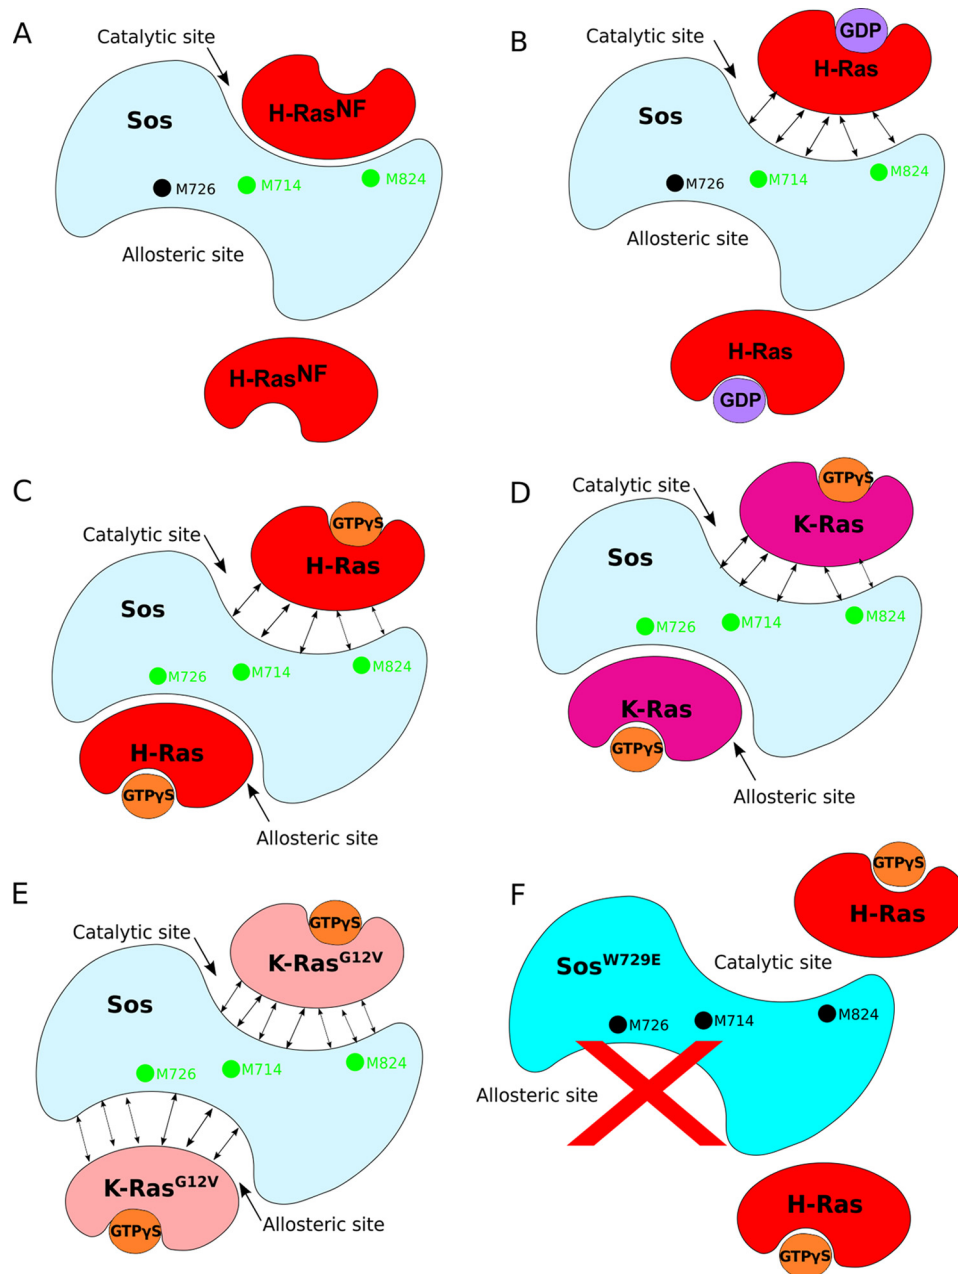 A
Catalytic site
H-RasNF
Sos
M726
M714
M824
Allosteric site
H-RasNF
B
Catalytic site
GDP
H-Ras
Sos
M726
M714
M824
Allosteric site
H-Ras
GDP
C
Catalytic site
GTPγS
H-Ras
Sos
M726
M714
M824
H-Ras
GTPγS
Allosteric site
D
Catalytic site
GTPγS
K-Ras
Sos
M726
M714
M824
K-Ras
GTPγS
Allosteric site
E
Catalytic site
GTPγS
K-RasG12V
Sos
M726
M714
M824
K-RasG12V
GTPγS
Allosteric site
F
GTPγS
H-Ras
SosW729E
Catalytic site
M726
M714
M824
Allosteric site
H-Ras
GTPγS